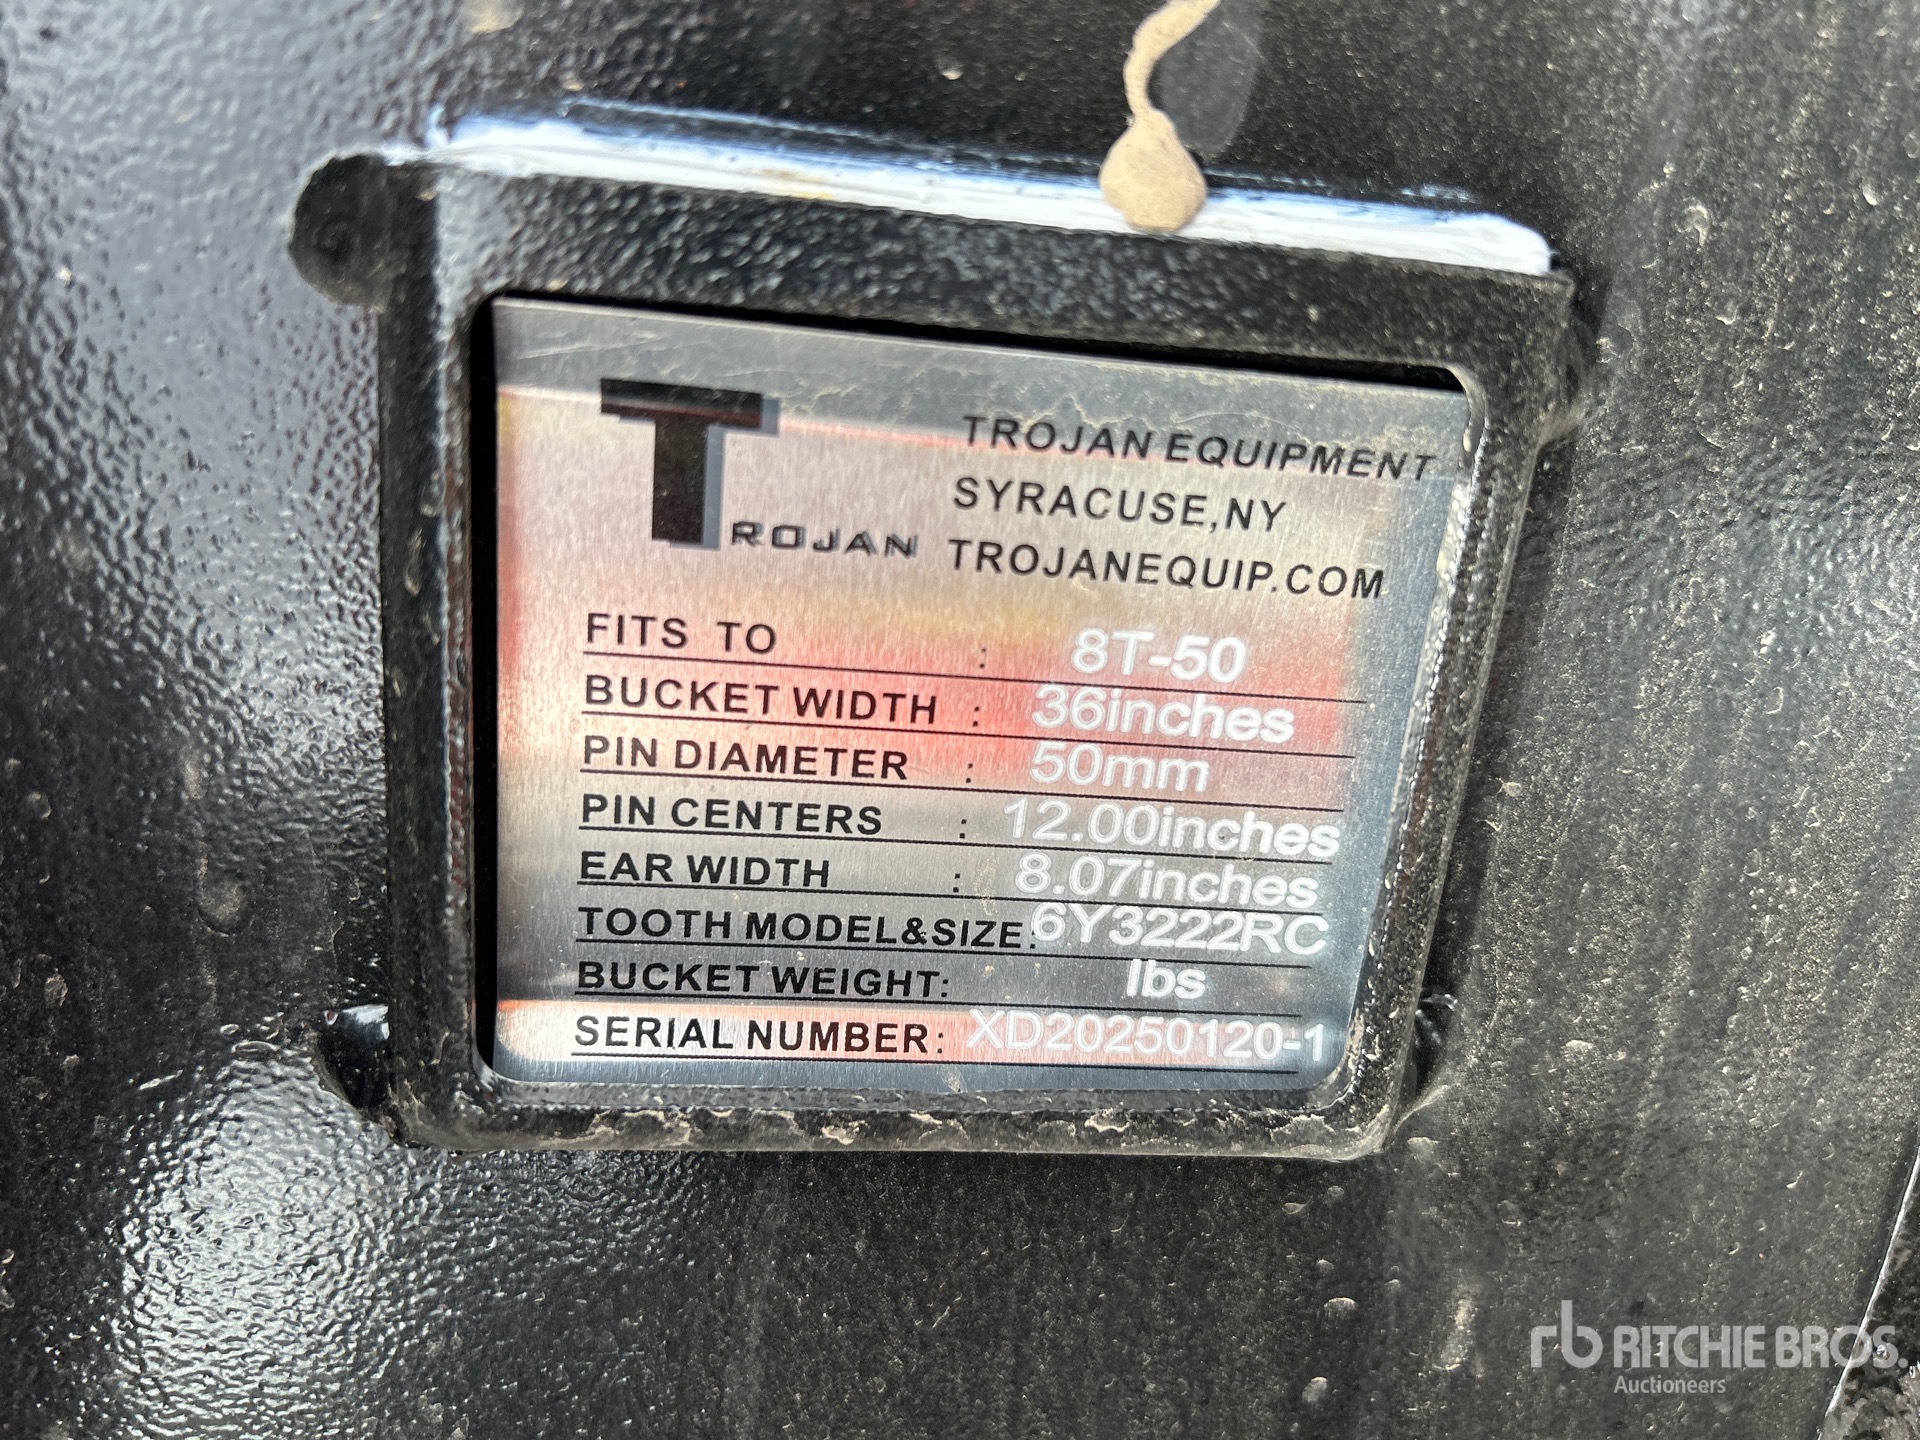 TROJAN
TROJAN EQUIPMENT
SYRACUSE,NY
TROJANEQUIP.COM
FITS TO : 8T-50
BUCKET WIDTH : 36inches
PIN DIAMETER : 50mm
PIN CENTERS : 12.00inches
EAR WIDTH : 8.07inches
TOOTH MODEL&SIZE: 6Y3222RC
BUCKET WEIGHT: lbs
SERIAL NUMBER: XD20250120-1
rb RITCHIE BROS.
Auctioneers